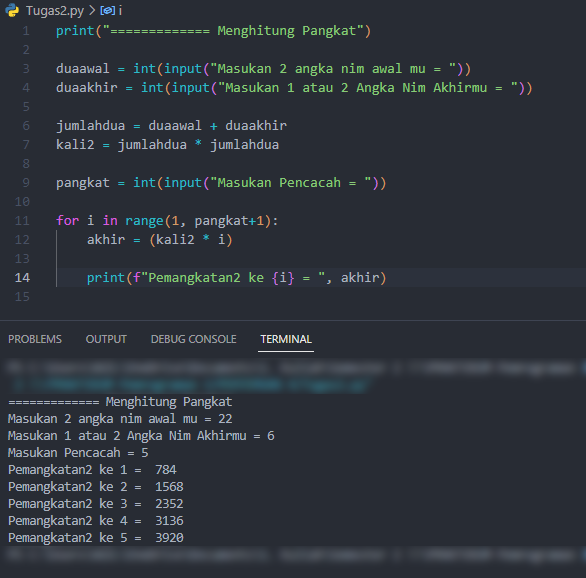 Tugas2.py > i
1 print("============= Menghitung Pangkat")
2
3 duaawal = int(input("Masukan 2 angka nim awal mu = "))
4 duaakhir = int(input("Masukan 1 atau 2 Angka Nim Akhirmu = "))
5
6 jumlahdua = duaawal + duaakhir
7 kali2 = jumlahdua * jumlahdua
8
9 pangkat = int(input("Masukan Pencacah = "))
10
11 for i in range(1, pangkat+1):
12     akhir = (kali2 * i)
13
14     print(f"Pemangkatan2 ke {i} = ", akhir)
15
PROBLEMS OUTPUT DEBUG CONSOLE TERMINAL
============= Menghitung Pangkat
Masukan 2 angka nim awal mu = 22
Masukan 1 atau 2 Angka Nim Akhirmu = 6
Masukan Pencacah = 5
Pemangkatan2 ke 1 =  784
Pemangkatan2 ke 2 =  1568
Pemangkatan2 ke 3 =  2352
Pemangkatan2 ke 4 =  3136
Pemangkatan2 ke 5 =  3920